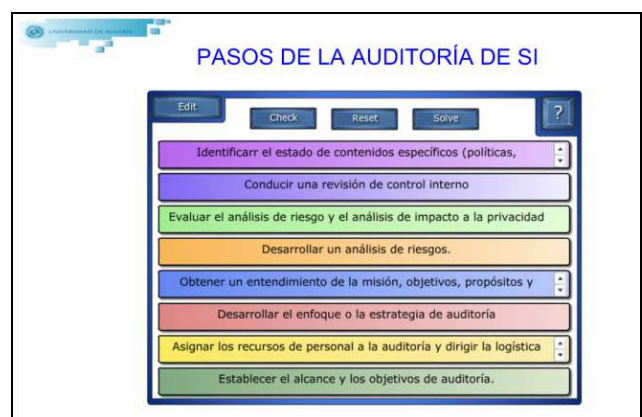 UNIVERSIDAD DE ALICANTE
PASOS DE LA AUDITORÍA DE SI
Edit
Check
Reset
Solve
?
Identificarr el estado de contenidos específicos (políticas,
Conducir una revisión de control interno
Evaluar el análisis de riesgo y el análisis de impacto a la privacidad
Desarrollar un análisis de riesgos.
Obtener un entendimiento de la misión, objetivos, propósitos y
Desarrollar el enfoque o la estrategia de auditoría
Asignar los recursos de personal a la auditoría y dirigir la logística
Establecer el alcance y los objetivos de auditoría.